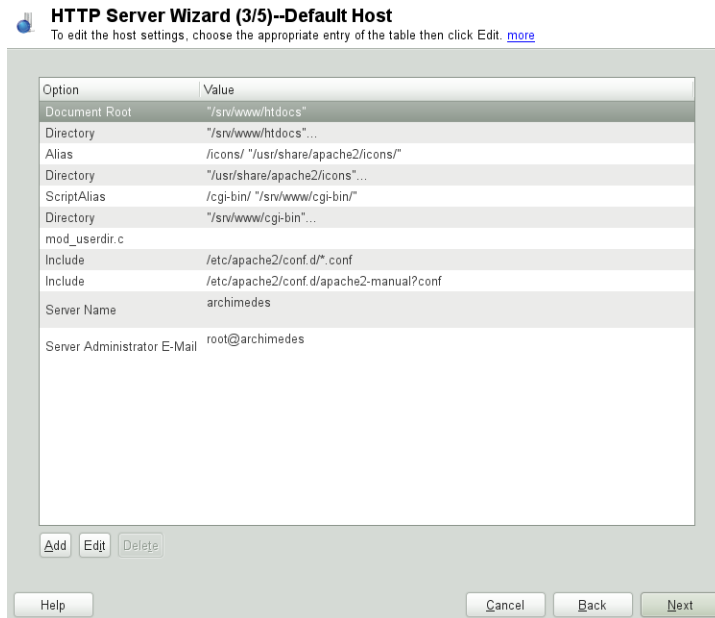 HTTP Server Wizard (3/5)--Default Host
To edit the host settings, choose the appropriate entry of the table then click Edit. more
Option Value
Document Root "/srv/www/htdocs"
Directory "/srv/www/htdocs"...
Alias /icons/ "/usr/share/apache2/icons/"
Directory "/usr/share/apache2/icons"...
ScriptAlias /cgi-bin/ "/srv/www/cgi-bin/"
Directory "/srv/www/cgi-bin"...
mod_userdir.c
Include /etc/apache2/conf.d/*.conf
Include /etc/apache2/conf.d/apache2-manual?conf
Server Name archimedes
Server Administrator E-Mail root@archimedes
Add Edit Delete
Help Cancel Back Next